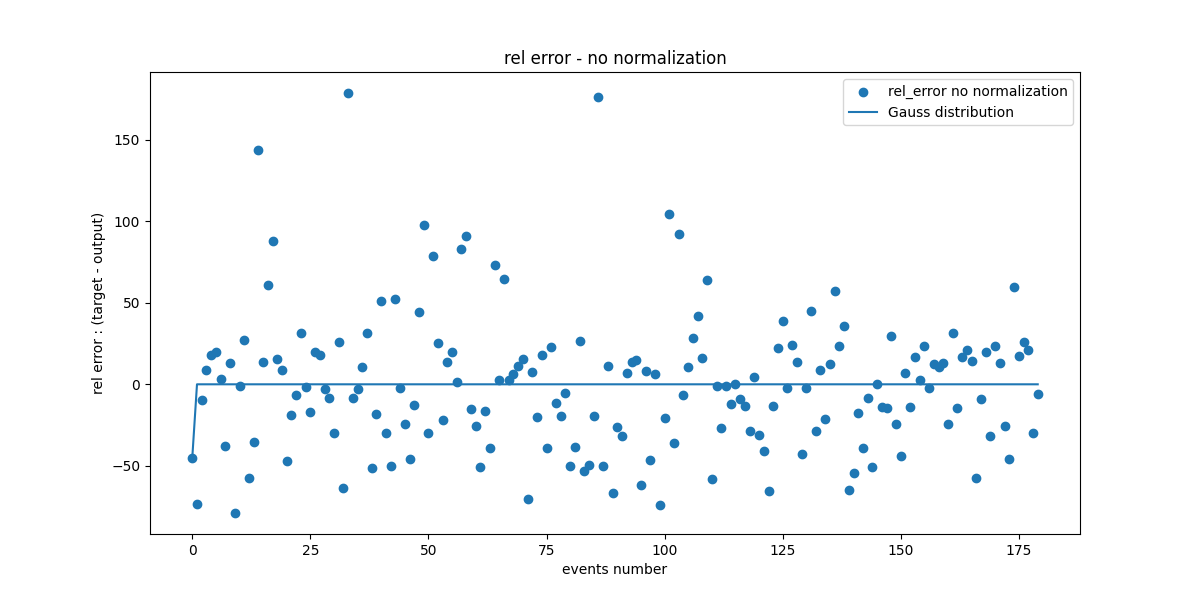 rel error - no normalization
rel_error no normalization
Gauss distribution
rel error : (target - output)
150
100
50
0
−50
0 25 50 75 100 125 150 175
events number